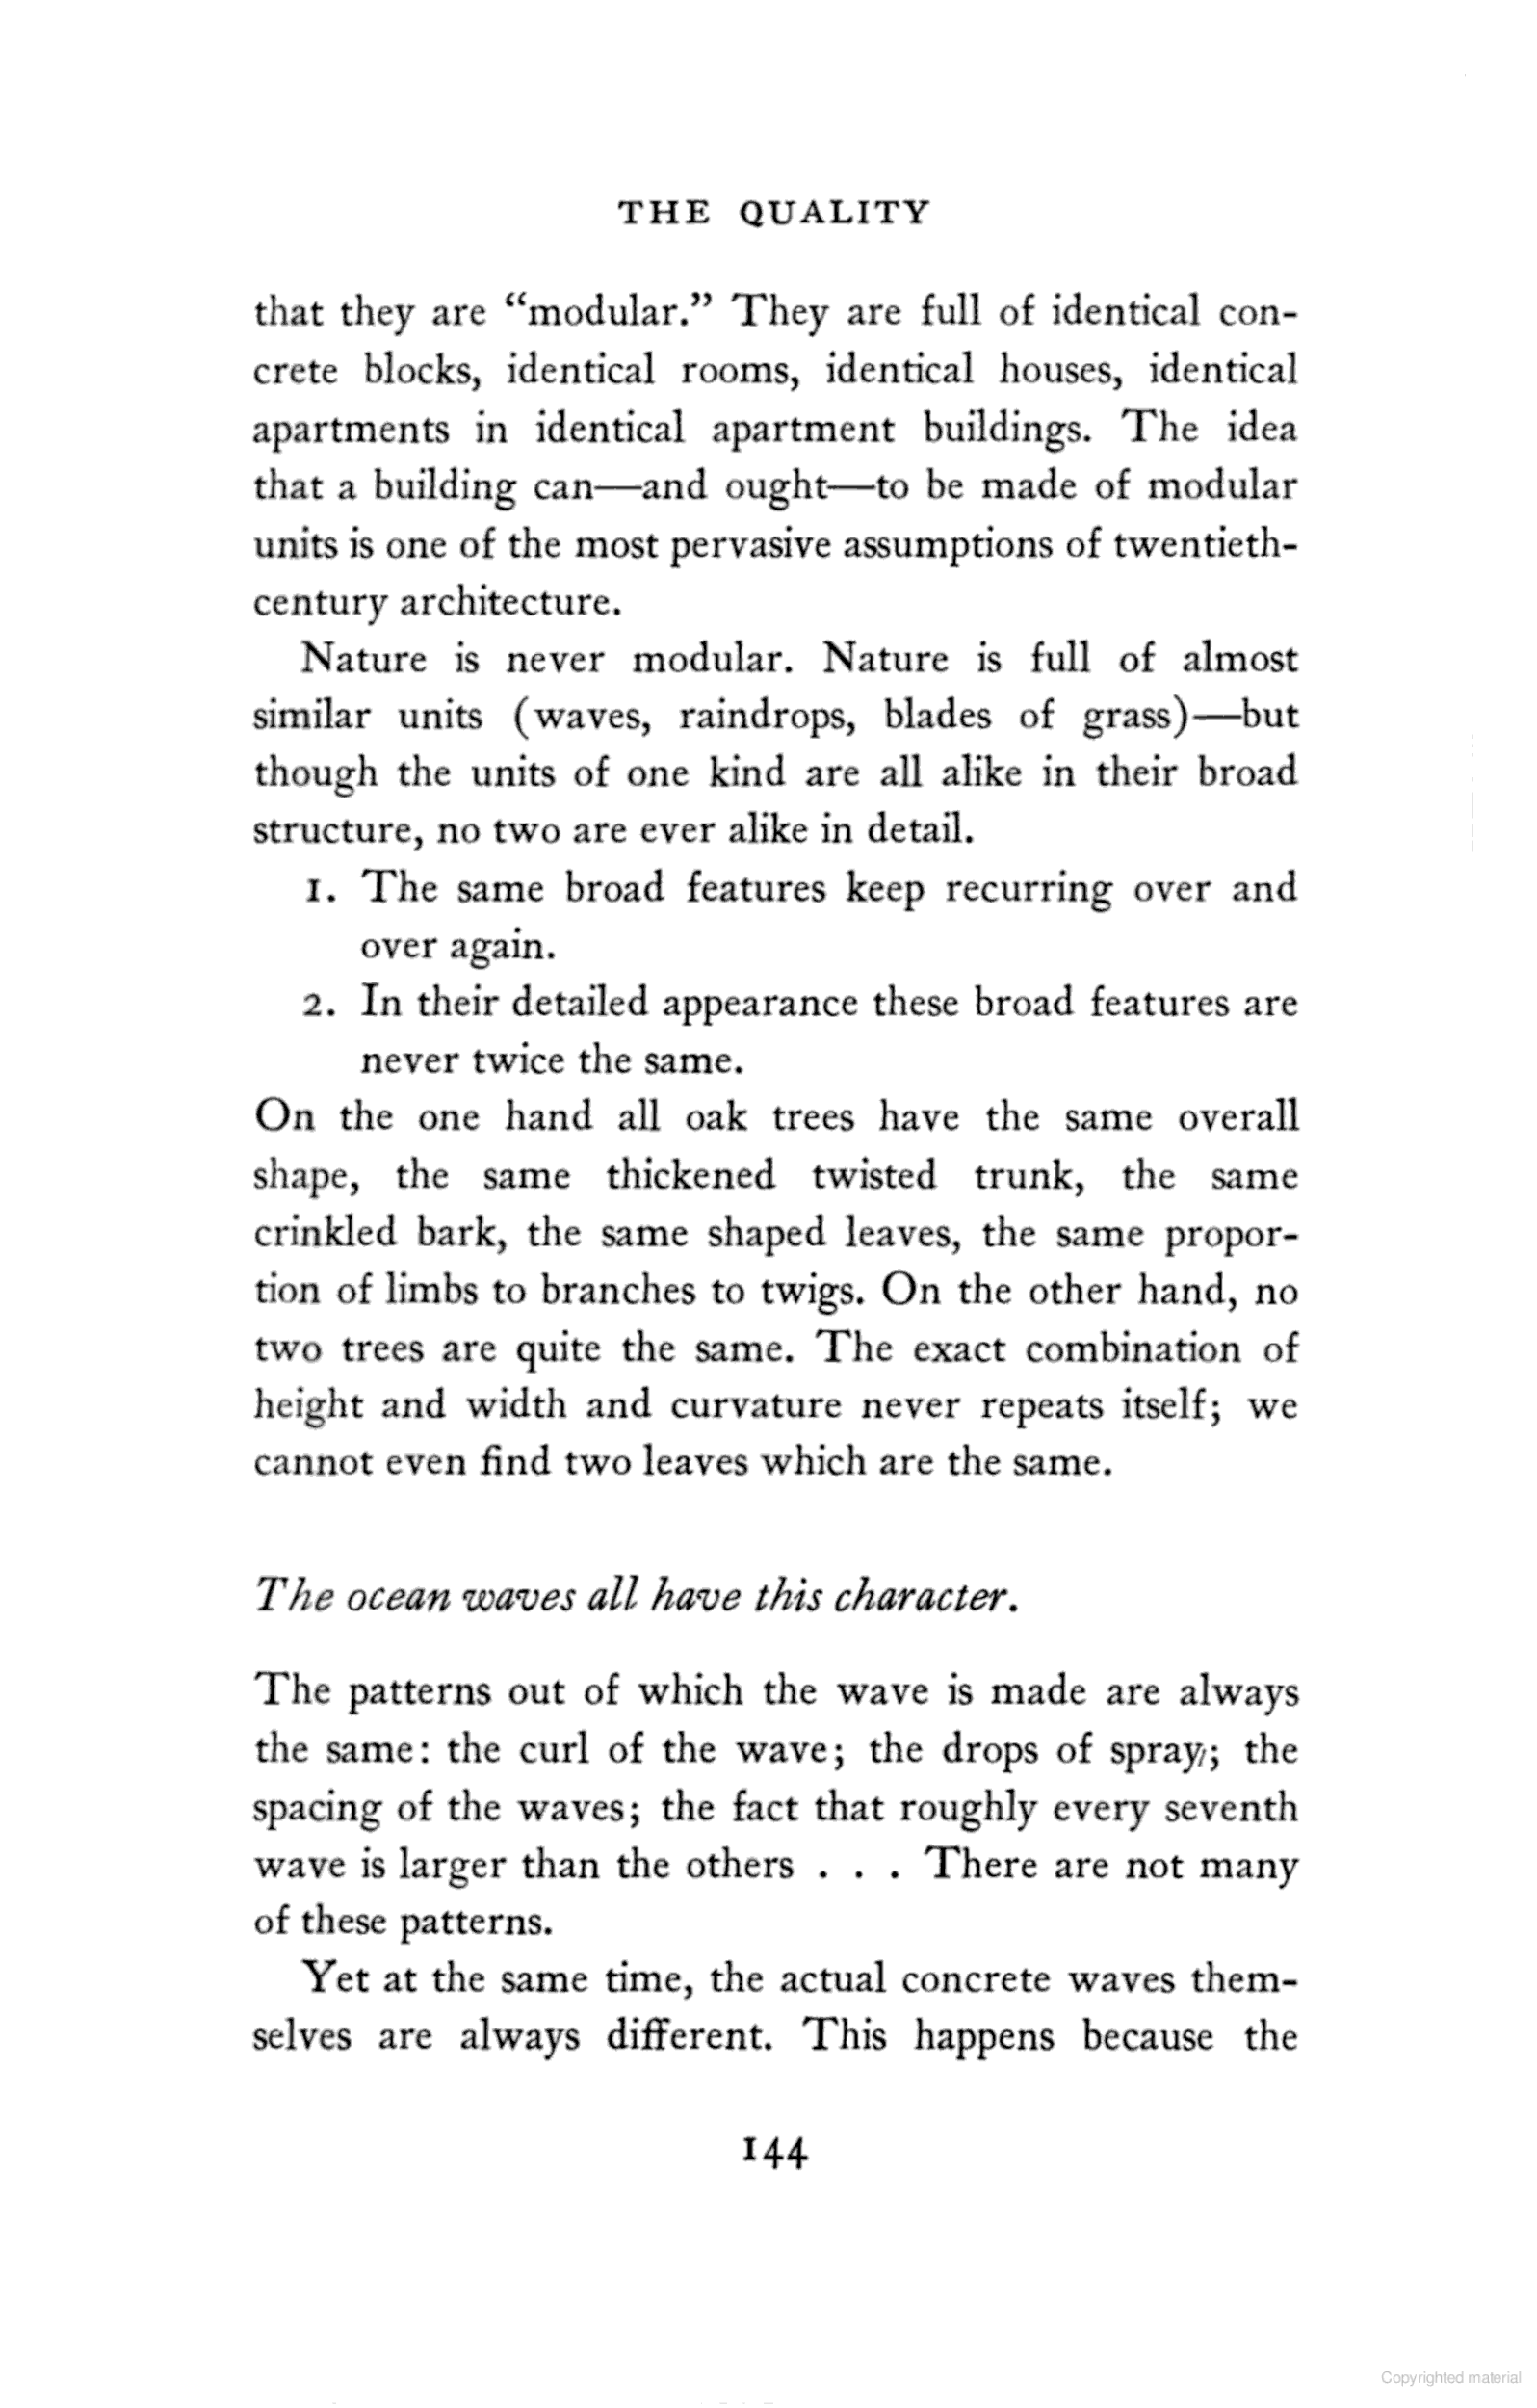 THE QUALITY
that they are “modular.” They are full of identical con-
crete blocks, identical rooms, identical houses, identical
apartments in identical apartment buildings. The idea
that a building can—and ought—to be made of modular
units is one of the most pervasive assumptions of twentieth-
century architecture.
Nature is never modular. Nature is full of almost
similar units (waves, raindrops, blades of grass)—but
though the units of one kind are all alike in their broad
structure, no two are ever alike in detail.
1. The same broad features keep recurring over and
over again.
2. In their detailed appearance these broad features are
never twice the same.
On the one hand all oak trees have the same overall
shape, the same thickened twisted trunk, the same
crinkled bark, the same shaped leaves, the same propor-
tion of limbs to branches to twigs. On the other hand, no
two trees are quite the same. The exact combination of
height and width and curvature never repeats itself; we
cannot even find two leaves which are the same.
The ocean waves all have this character.
The patterns out of which the wave is made are always
the same: the curl of the wave; the drops of spray; the
spacing of the waves; the fact that roughly every seventh
wave is larger than the others . . . There are not many
of these patterns.
Yet at the same time, the actual concrete waves them-
selves are always different. This happens because the
144
Copyrighted material